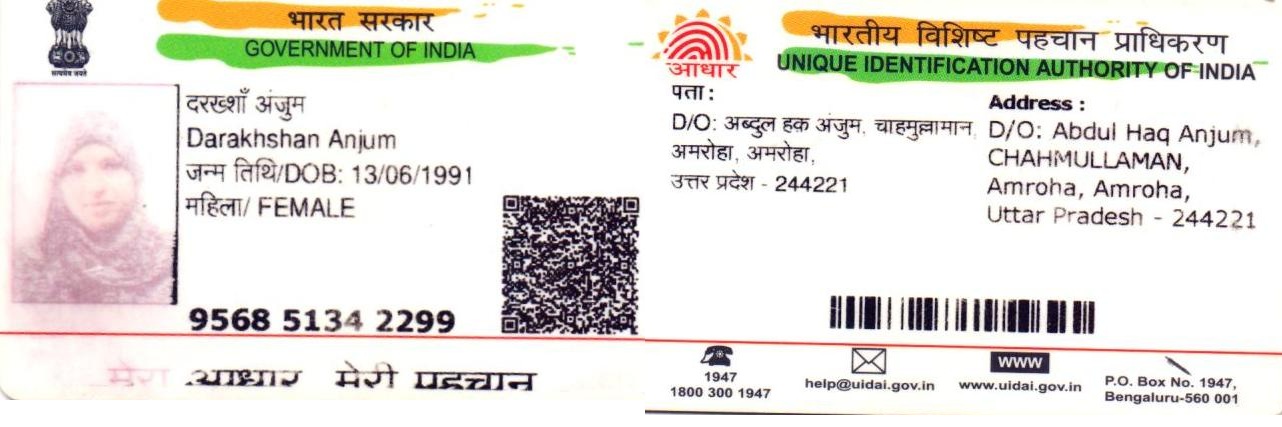 भारत सरकार
GOVERNMENT OF INDIA
सत्यमेव जयते
दरख्शाँ अंजुम
Darakhshan Anjum
जन्म तिथि/DOB: 13/06/1991
महिला/ FEMALE
9568 5134 2299
मेरा आधार मेरी पहचान
आधार
भारतीय विशिष्ट पहचान प्राधिकरण
UNIQUE IDENTIFICATION AUTHORITY OF INDIA
पता :
D/O: अब्दुल हक़ अंजुम, चाहमुल्लामान,
अमरोहा, अमरोहा,
उत्तर प्रदेश - 244221
Address :
D/O: Abdul Haq Anjum,
CHAHMULLAMAN,
Amroha, Amroha,
Uttar Pradesh - 244221
1947
1800 300 1947
help@uidai.gov.in
WWW
www.uidai.gov.in
P.O. Box No. 1947,
Bengaluru-560 001